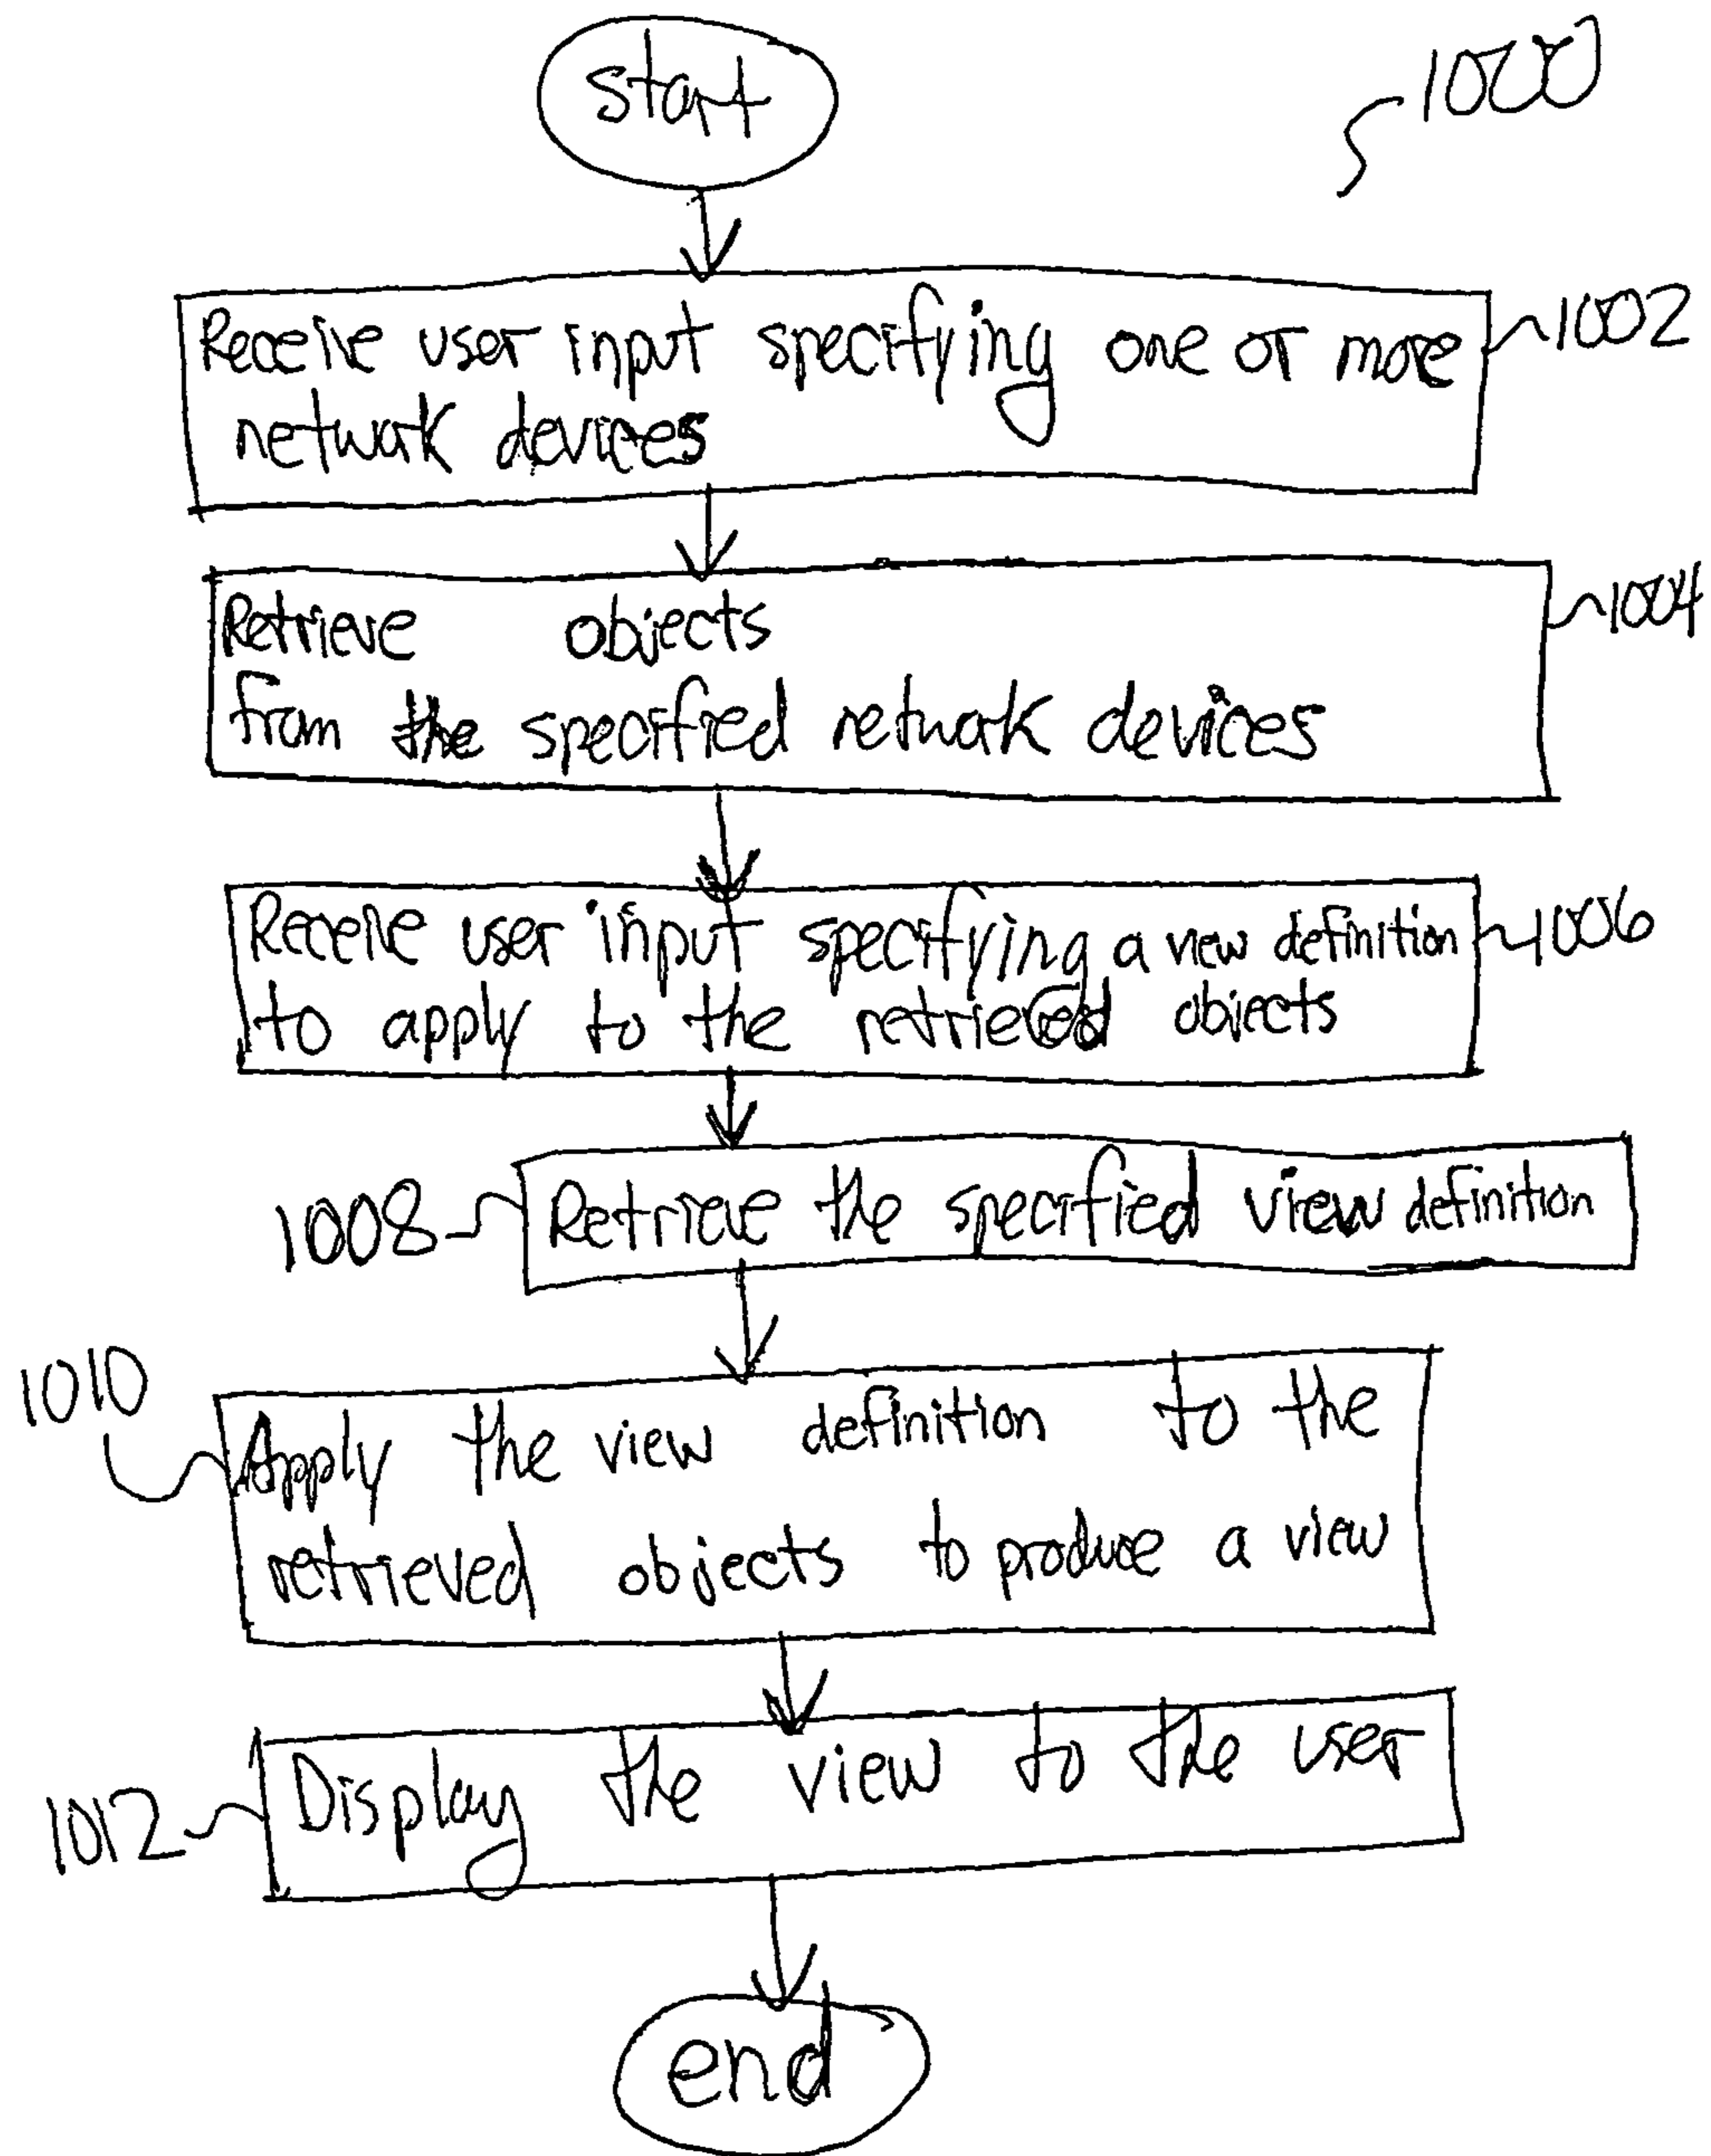 start
1000
Receive user input specifying one or more
1002
network devices
Retrieve objects
1004
from the specified network devices
Receive user input specifying a view definition
1006
to apply to the retrieved objects
1008
Retrieve the specified view definition
1010
Apply the view definition to the
retrieved objects to produce a view
Display the view to the user
1012
end